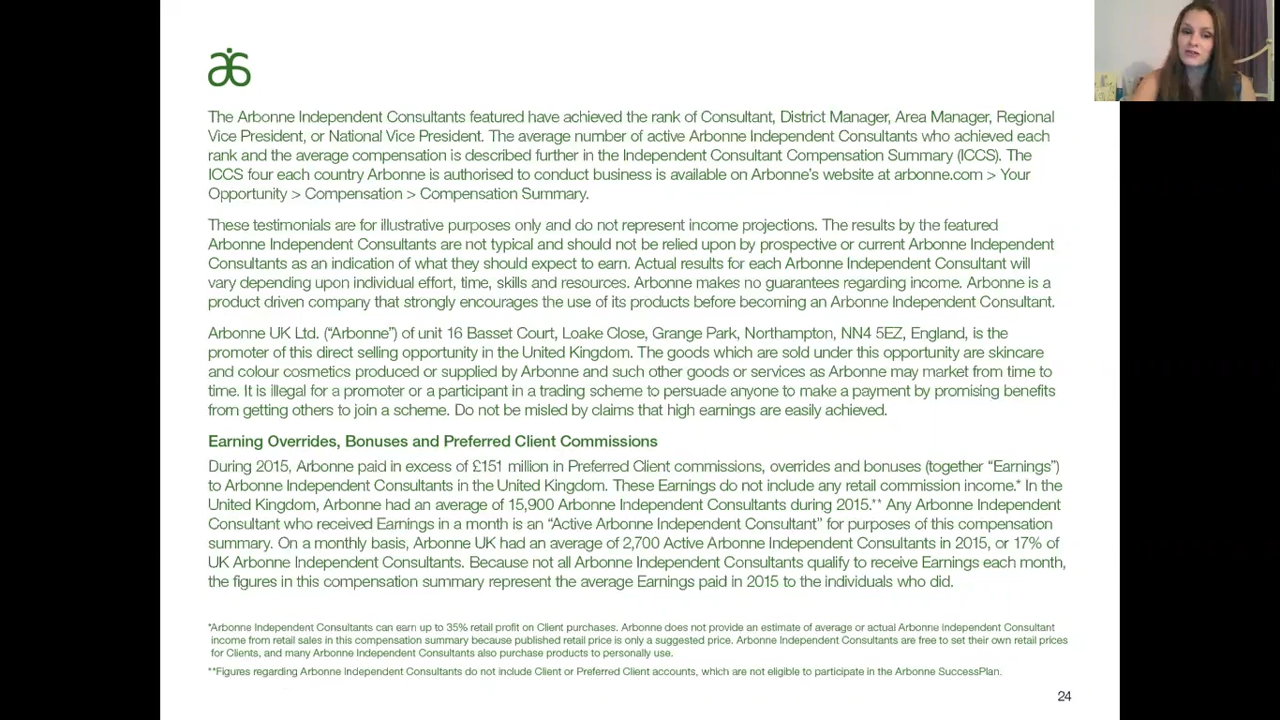 The Arbonne Independent Consultants featured have achieved the rank of Consultant, District Manager, Area Manager, Regional
Vice President, or National Vice President. The average number of active Arbonne Independent Consultants who achieved each
rank and the average compensation is described further in the Independent Consultant Compensation Summary (ICCS). The
ICCS four each country Arbonne is authorised to conduct business is available on Arbonne's website at arbonne.com > Your
Opportunity > Compensation > Compensation Summary.
These testimonials are for illustrative purposes only and do not represent income projections. The results by the featured
Arbonne Independent Consultants are not typical and should not be relied upon by prospective or current Arbonne Independent
Consultants as an indication of what they should expect to earn. Actual results for each Arbonne Independent Consultant will
vary depending upon individual effort, time, skills and resources. Arbonne makes no guarantees regarding income. Arbonne is a
product driven company that strongly encourages the use of its products before becoming an Arbonne Independent Consultant.
Arbonne UK Ltd. ("Arbonne") of unit 16 Basset Court, Loake Close, Grange Park, Northampton, NN4 5EZ, England, is the
promoter of this direct selling opportunity in the United Kingdom. The goods which are sold under this opportunity are skincare
and colour cosmetics produced or supplied by Arbonne and such other goods or services as Arbonne may market from time to
time. It is illegal for a promoter or a participant in a trading scheme to persuade anyone to make a payment by promising benefits
from getting others to join a scheme. Do not be misled by claims that high earnings are easily achieved.
Earning Overrides, Bonuses and Preferred Client Commissions
During 2015, Arbonne paid in excess of £151 million in Preferred Client commissions, overrides and bonuses (together "Earnings")
to Arbonne Independent Consultants in the United Kingdom. These Earnings do not include any retail commission income.* In the
United Kingdom, Arbonne had an average of 15,900 Arbonne Independent Consultants during 2015.** Any Arbonne Independent
Consultant who received Earnings in a month is an "Active Arbonne Independent Consultant" for purposes of this compensation
summary. On a monthly basis, Arbonne UK had an average of 2,700 Active Arbonne Independent Consultants in 2015, or 17% of
UK Arbonne Independent Consultants. Because not all Arbonne Independent Consultants qualify to receive Earnings each month,
the figures in this compensation summary represent the average Earnings paid in 2015 to the individuals who did.
*Arbonne Independent Consultants can earn up to 35% retail profit on Client purchases. Arbonne does not provide an estimate of average or actual Arbonne Independent Consultant
income from retail sales in this compensation summary because published retail price is only a suggested price. Arbonne Independent Consultants are free to set their own retail prices
for Clients, and many Arbonne Independent Consultants also purchase products to personally use.
**Figures regarding Arbonne Independent Consultants do not include Client or Preferred Client accounts, which are not eligible to participate in the Arbonne SuccessPlan.
24